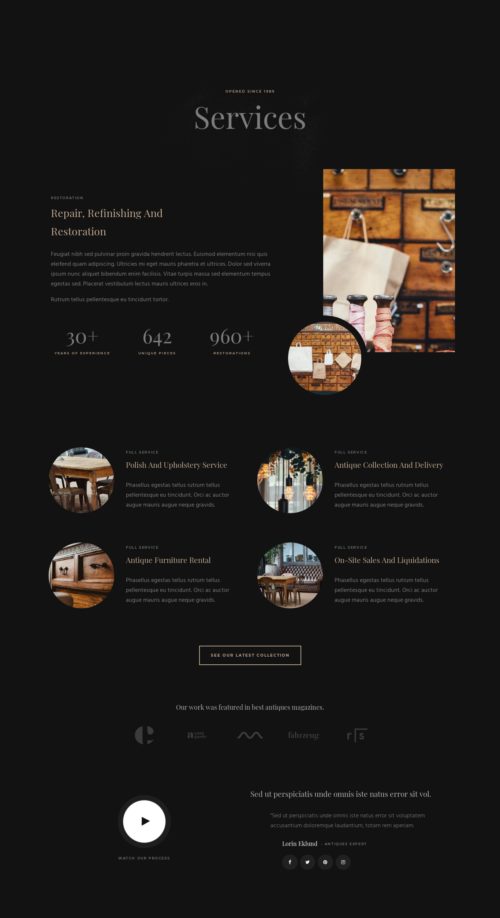 OPENED SINCE 1989
Services
RESTORATION
Repair, Refinishing And
Restoration
Feugiat nibh sed pulvinar proin gravida hendrerit lectus. Euismod elementum nisi quis
eleifend quam adipiscing. Ultricies mi eget mauris pharetra et ultrices. Dolor sed viverra
ipsum nunc aliquet bibendum enim facilisis. Vitae turpis massa sed elementum tempus
egestas sed. Placerat vestibulum lectus mauris ultrices eros in.
Rutrum tellus pellentesque eu tincidunt tortor.
30+ 642 960+
YEARS OF EXPERIENCE UNIQUE PIECES RESTORATIONS
FULL SERVICE
Polish And Upholstery Service
Phasellus egestas tellus rutrum tellus
pellentesque eu tincidunt. Orci ac auctor
augue mauris augue neque gravids.
FULL SERVICE
Antique Collection And Delivery
Phasellus egestas tellus rutrum tellus
pellentesque eu tincidunt. Orci ac auctor
augue mauris augue neque gravids.
FULL SERVICE
Antique Furniture Rental
Phasellus egestas tellus rutrum tellus
pellentesque eu tincidunt. Orci ac auctor
augue mauris augue neque gravids.
FULL SERVICE
On-Site Sales And Liquidations
Phasellus egestas tellus rutrum tellus
pellentesque eu tincidunt. Orci ac auctor
augue mauris augue neque gravids.
SEE OUR LATEST COLLECTION
Our work was featured in best antiques magazines.
fahrzeug r s
Sed ut perspiciatis unde omnis iste natus error sit vol.
"Sed ut perspiciatis unde omnis iste natus error sit voluptatem
accusantium doloremque laudantium, totam rem aperiam.
Lorin Eklund ANTIQUES EXPERT
WATCH OUR PROCESS